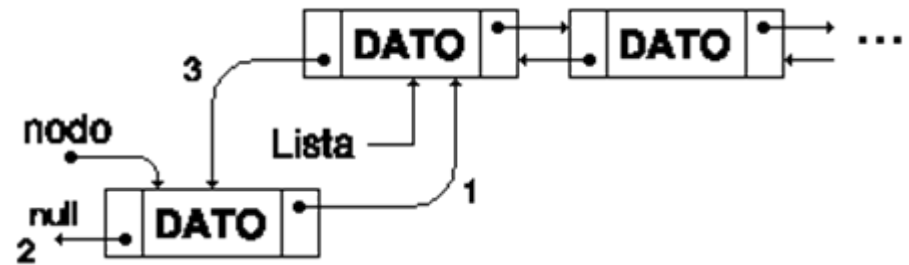 DATO DATO ...
3
nodo
Lista
1
null DATO
2